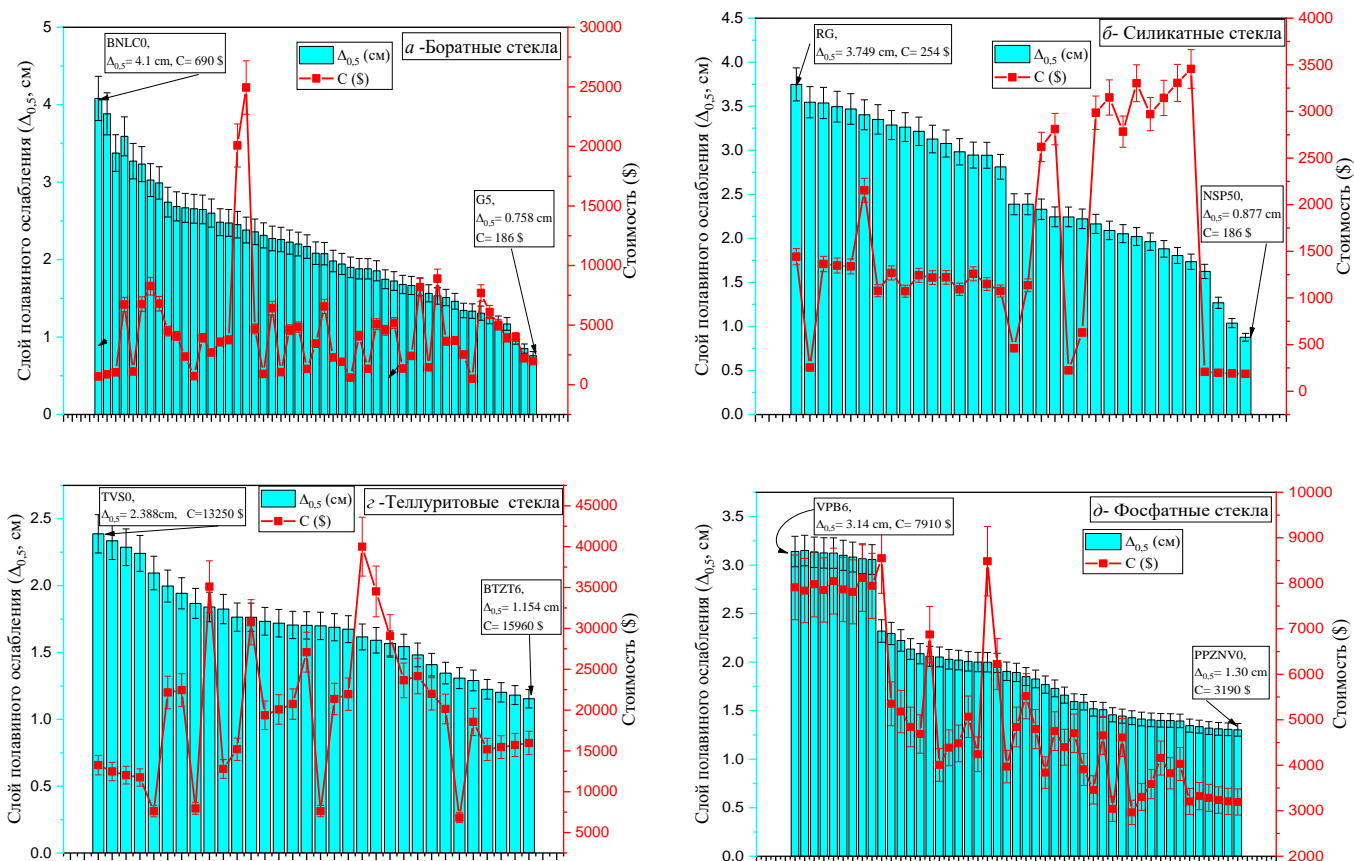 а -Боратные стекла
Слой полавиного ослабления (Δ0,5, см)
Стоимость ($)
5
4
3
2
1
0
30000
25000
20000
15000
10000
5000
0
BNLC0,
Δ0,5= 4.1 cm, C= 690 $
Δ0,5 (см)
C ($)
G5,
Δ0,5= 0.758 cm
C= 186 $
б- Силикатные стекла
Слой полавиного ослабления (Δ0,5, см)
Стоимость ($)
4.5
4.0
3.5
3.0
2.5
2.0
1.5
1.0
0.5
0.0
4000
3500
3000
2500
2000
1500
1000
500
0
RG,
Δ0,5= 3.749 cm, C= 254 $
Δ0,5 (см)
C ($)
NSP50,
Δ0,5= 0.877 cm
C= 186 $
г -Теллуритовые стекла
Слой полавиного ослабления (Δ0,5, см)
Стоимость ($)
2.5
2.0
1.5
1.0
0.5
0.0
45000
40000
35000
30000
25000
20000
15000
10000
5000
TVS0,
Δ0,5= 2.388cm, C=13250 $
Δ0,5 (см)
C ($)
BTZT6,
Δ0,5= 1.154 cm
C= 15960 $
д- Фосфатные стекла
Слой полавиного ослабления (Δ0,5, см)
Стоимость ($)
3.5
3.0
2.5
2.0
1.5
1.0
0.5
0.0
10000
9000
8000
7000
6000
5000
4000
3000
2000
VPB6,
Δ0,5= 3.14 cm, C= 7910 $
Δ0,5 (см)
C ($)
PPZNV0,
Δ0,5= 1.30 cm
C= 3190 $